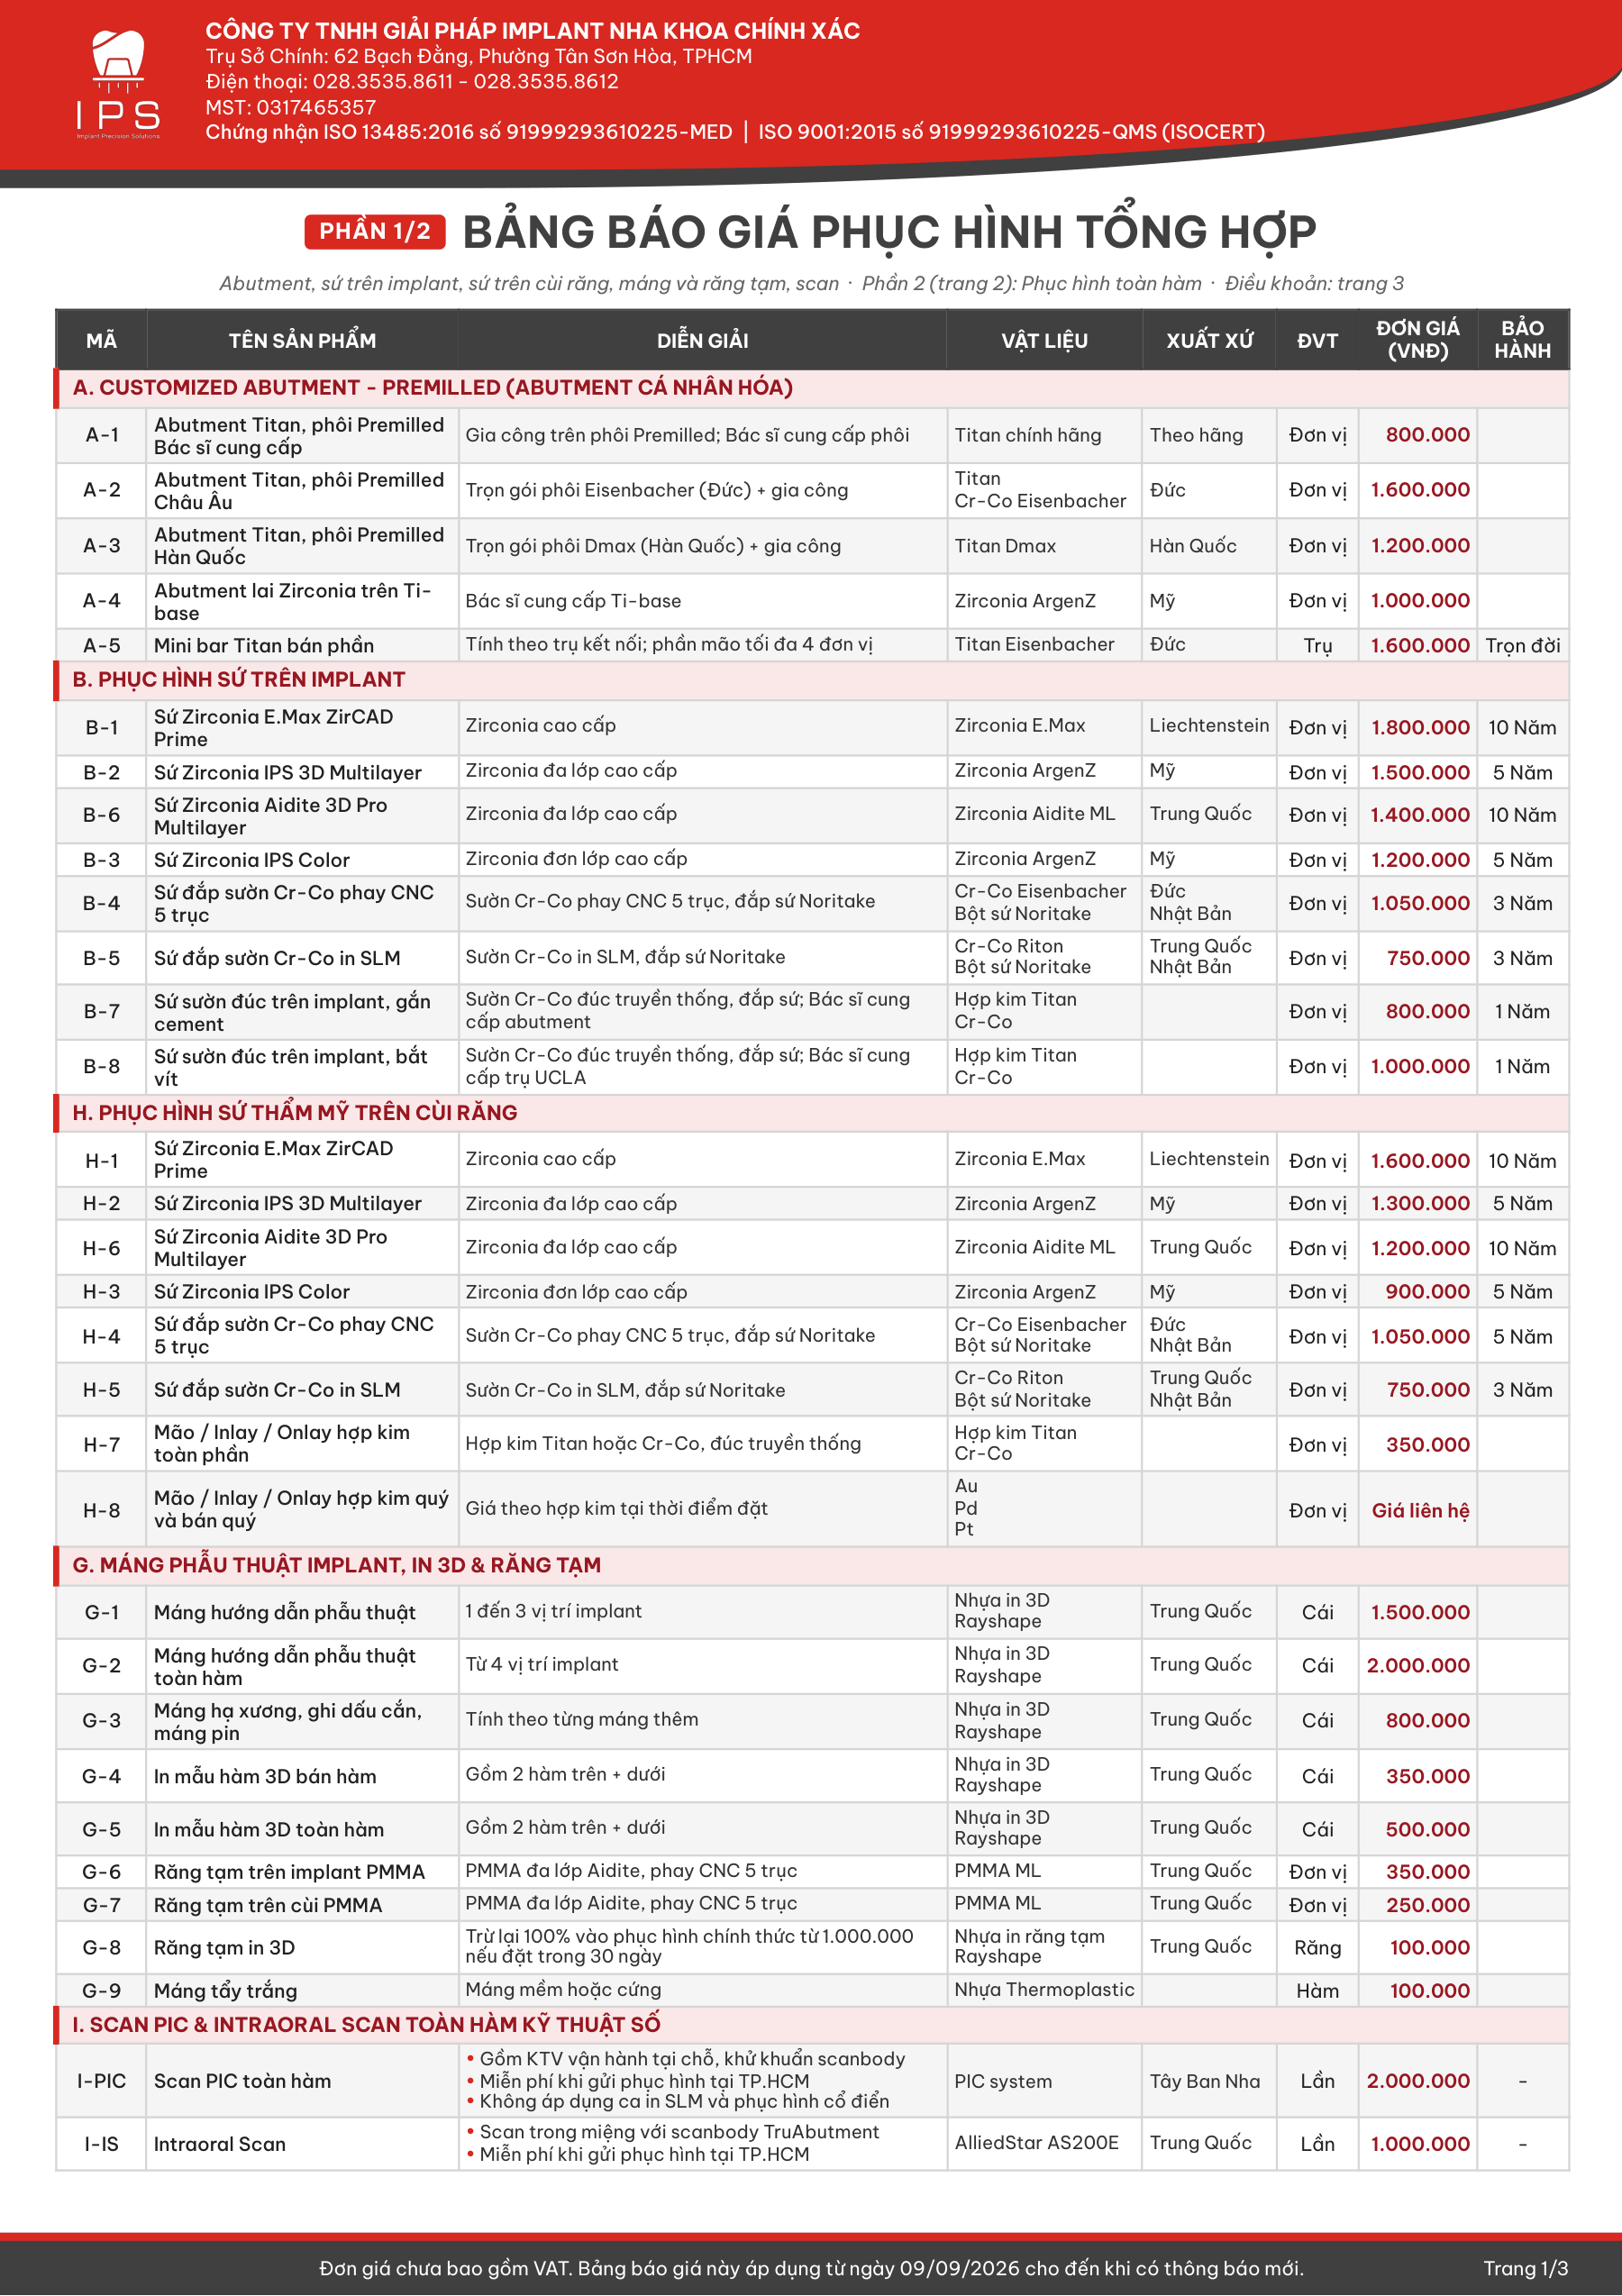 IPS
Implant Precision Solutions
CÔNG TY TNHH GIẢI PHÁP IMPLANT NHA KHOA CHÍNH XÁC
Trụ Sở Chính: 62 Bạch Đằng, Phường Tân Sơn Hòa, TPHCM
Điện thoại: 028.3535.8611 - 028.3535.8612
MST: 0317465357
Chứng nhận ISO 13485:2016 số 91999293610225-MED | ISO 9001:2015 số 91999293610225-QMS (ISOCERT)
PHẦN 1/2 BẢNG BÁO GIÁ PHỤC HÌNH TỔNG HỢP
Abutment, sứ trên implant, sứ trên cùi răng, máng và răng tạm, scan · Phần 2 (trang 2): Phục hình toàn hàm · Điều khoản: trang 3
MÃ TÊN SẢN PHẨM DIỄN GIẢI VẬT LIỆU XUẤT XỨ ĐVT ĐƠN GIÁ (VNĐ) BẢO HÀNH
A. CUSTOMIZED ABUTMENT - PREMILLED (ABUTMENT CÁ NHÂN HÓA)
A-1 Abutment Titan, phôi Premilled Bác sĩ cung cấp Gia công trên phôi Premilled; Bác sĩ cung cấp phôi Titan chính hãng Theo hãng Đơn vị 800.000
A-2 Abutment Titan, phôi Premilled Châu Âu Trọn gói phôi Eisenbacher (Đức) + gia công Titan Cr-Co Eisenbacher Đức Đơn vị 1.600.000
A-3 Abutment Titan, phôi Premilled Hàn Quốc Trọn gói phôi Dmax (Hàn Quốc) + gia công Titan Dmax Hàn Quốc Đơn vị 1.200.000
A-4 Abutment lai Zirconia trên Ti-base Bác sĩ cung cấp Ti-base Zirconia ArgenZ Mỹ Đơn vị 1.000.000
A-5 Mini bar Titan bán phần Tính theo trụ kết nối; phần mão tối đa 4 đơn vị Titan Eisenbacher Đức Trụ 1.600.000 Trọn đời
B. PHỤC HÌNH SỨ TRÊN IMPLANT
B-1 Sứ Zirconia E.Max ZirCAD Prime Zirconia cao cấp Zirconia E.Max Liechtenstein Đơn vị 1.800.000 10 Năm
B-2 Sứ Zirconia IPS 3D Multilayer Zirconia đa lớp cao cấp Zirconia ArgenZ Mỹ Đơn vị 1.500.000 5 Năm
B-6 Sứ Zirconia Aidite 3D Pro Multilayer Zirconia đa lớp cao cấp Zirconia Aidite ML Trung Quốc Đơn vị 1.400.000 10 Năm
B-3 Sứ Zirconia IPS Color Zirconia đơn lớp cao cấp Zirconia ArgenZ Mỹ Đơn vị 1.200.000 5 Năm
B-4 Sứ đắp sườn Cr-Co phay CNC 5 trục Sườn Cr-Co phay CNC 5 trục, đắp sứ Noritake Cr-Co Eisenbacher Bột sứ Noritake Đức Nhật Bản Đơn vị 1.050.000 3 Năm
B-5 Sứ đắp sườn Cr-Co in SLM Sườn Cr-Co in SLM, đắp sứ Noritake Cr-Co Riton Bột sứ Noritake Trung Quốc Nhật Bản Đơn vị 750.000 3 Năm
B-7 Sứ sườn đúc trên implant, gắn cement Sườn Cr-Co đúc truyền thống, đắp sứ; Bác sĩ cung cấp abutment Hợp kim Titan Cr-Co Đơn vị 800.000 1 Năm
B-8 Sứ sườn đúc trên implant, bắt vít Sườn Cr-Co đúc truyền thống, đắp sứ; Bác sĩ cung cấp trụ UCLA Hợp kim Titan Cr-Co Đơn vị 1.000.000 1 Năm
H. PHỤC HÌNH SỨ THẨM MỸ TRÊN CÙI RĂNG
H-1 Sứ Zirconia E.Max ZirCAD Prime Zirconia cao cấp Zirconia E.Max Liechtenstein Đơn vị 1.600.000 10 Năm
H-2 Sứ Zirconia IPS 3D Multilayer Zirconia đa lớp cao cấp Zirconia ArgenZ Mỹ Đơn vị 1.300.000 5 Năm
H-6 Sứ Zirconia Aidite 3D Pro Multilayer Zirconia đa lớp cao cấp Zirconia Aidite ML Trung Quốc Đơn vị 1.200.000 10 Năm
H-3 Sứ Zirconia IPS Color Zirconia đơn lớp cao cấp Zirconia ArgenZ Mỹ Đơn vị 900.000 5 Năm
H-4 Sứ đắp sườn Cr-Co phay CNC 5 trục Sườn Cr-Co phay CNC 5 trục, đắp sứ Noritake Cr-Co Eisenbacher Bột sứ Noritake Đức Nhật Bản Đơn vị 1.050.000 5 Năm
H-5 Sứ đắp sườn Cr-Co in SLM Sườn Cr-Co in SLM, đắp sứ Noritake Cr-Co Riton Bột sứ Noritake Trung Quốc Nhật Bản Đơn vị 750.000 3 Năm
H-7 Mão / Inlay / Onlay hợp kim toàn phần Hợp kim Titan hoặc Cr-Co, đúc truyền thống Hợp kim Titan Cr-Co Đơn vị 350.000
H-8 Mão / Inlay / Onlay hợp kim quý và bán quý Giá theo hợp kim tại thời điểm đặt Au Pd Pt Đơn vị Giá liên hệ
G. MÁNG PHẪU THUẬT IMPLANT, IN 3D & RĂNG TẠM
G-1 Máng hướng dẫn phẫu thuật 1 đến 3 vị trí implant Nhựa in 3D Rayshape Trung Quốc Cái 1.500.000
G-2 Máng hướng dẫn phẫu thuật toàn hàm Từ 4 vị trí implant Nhựa in 3D Rayshape Trung Quốc Cái 2.000.000
G-3 Máng hạ xương, ghi dấu cắn, máng pin Tính theo từng máng thêm Nhựa in 3D Rayshape Trung Quốc Cái 800.000
G-4 In mẫu hàm 3D bán hàm Gồm 2 hàm trên + dưới Nhựa in 3D Rayshape Trung Quốc Cái 350.000
G-5 In mẫu hàm 3D toàn hàm Gồm 2 hàm trên + dưới Nhựa in 3D Rayshape Trung Quốc Cái 500.000
G-6 Răng tạm trên implant PMMA PMMA đa lớp Aidite, phay CNC 5 trục PMMA ML Trung Quốc Đơn vị 350.000
G-7 Răng tạm trên cùi PMMA PMMA đa lớp Aidite, phay CNC 5 trục PMMA ML Trung Quốc Đơn vị 250.000
G-8 Răng tạm in 3D Trừ lại 100% vào phục hình chính thức từ 1.000.000 nếu đặt trong 30 ngày Nhựa in răng tạm Rayshape Trung Quốc Răng 100.000
G-9 Máng tẩy trắng Máng mềm hoặc cứng Nhựa Thermoplastic Hàm 100.000
I. SCAN PIC & INTRAORAL SCAN TOÀN HÀM KỸ THUẬT SỐ
I-PIC Scan PIC toàn hàm • Gồm KTV vận hành tại chỗ, khử khuẩn scanbody • Miễn phí khi gửi phục hình tại TP.HCM • Không áp dụng ca in SLM và phục hình cổ điển PIC system Tây Ban Nha Lần 2.000.000 -
I-IS Intraoral Scan • Scan trong miệng với scanbody TruAbutment • Miễn phí khi gửi phục hình tại TP.HCM AlliedStar AS200E Trung Quốc Lần 1.000.000 -
Đơn giá chưa bao gồm VAT. Bảng báo giá này áp dụng từ ngày 09/09/2026 cho đến khi có thông báo mới.
Trang 1/3